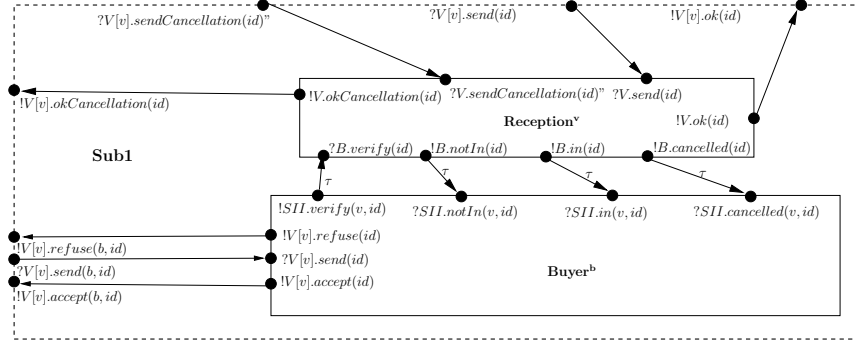 ?V[v].sendCancellation(id)”
?V[v].send(id)
!V[v].ok(id)
!V[v].okCancellation(id)
!V.okCancellation(id)
?V.sendCancellation(id)”
?V.send(id)
Reception^v
!V.ok(id)
Sub1
?B.verify(id)
!B.notIn(id)
!B.in(id)
!B.cancelled(id)
τ
τ
τ
τ
!SII.verify(v, id)
?SII.notIn(v, id)
?SII.in(v, id)
?SII.cancelled(v, id)
!V[v].refuse(b, id)
!V[v].refuse(id)
?V[v].send(b, id)
?V[v].send(id)
Buyer^b
!V[v].accept(b, id)
!V[v].accept(id)